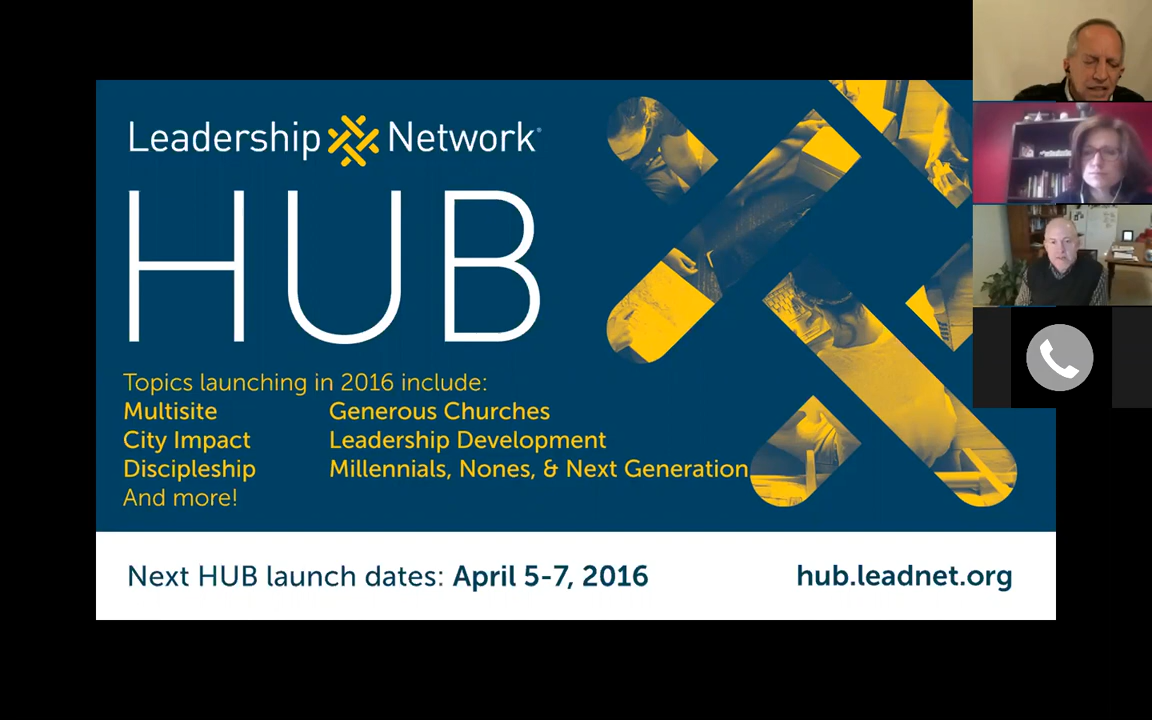 Leadership Network
HUB
Topics launching in 2016 include:
Multisite
Generous Churches
City Impact
Leadership Development
Discipleship
Millennials, Nones, & Next Generation
And more!
Next HUB launch dates: April 5-7, 2016
hub.leadnet.org